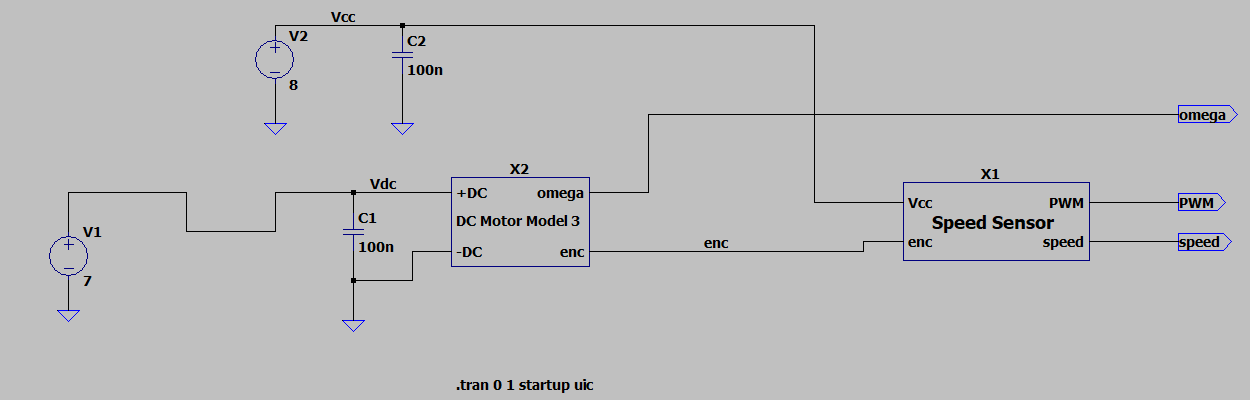 Vcc
V2
8
C2
100n
omega
X2
+DC
omega
DC Motor Model 3
-DC
enc
Vdc
C1
100n
V1
7
enc
X1
Vcc
PWM
Speed Sensor
enc
speed
PWM
speed
.tran 0 1 startup uic